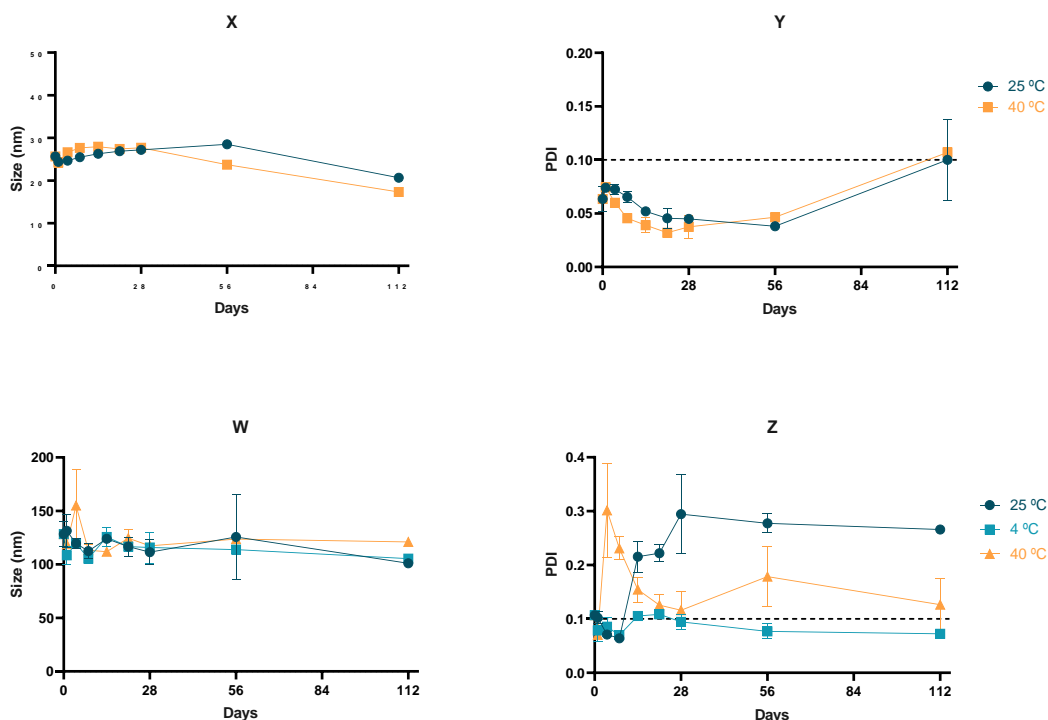 X
Y
5 0
4 0
3 0
2 0
1 0
0
Size (nm)
0
2 8
5 6
8 4
1 1 2
Days
0.20
0.15
0.10
0.05
0.00
PDI
0
28
56
84
112
Days
25 ºC
40 ºC
W
Z
200
150
100
50
0
Size (nm)
0
28
56
84
112
Days
0.4
0.3
0.2
0.1
0.0
PDI
0
28
56
84
112
Days
25 ºC
4 ºC
40 ºC